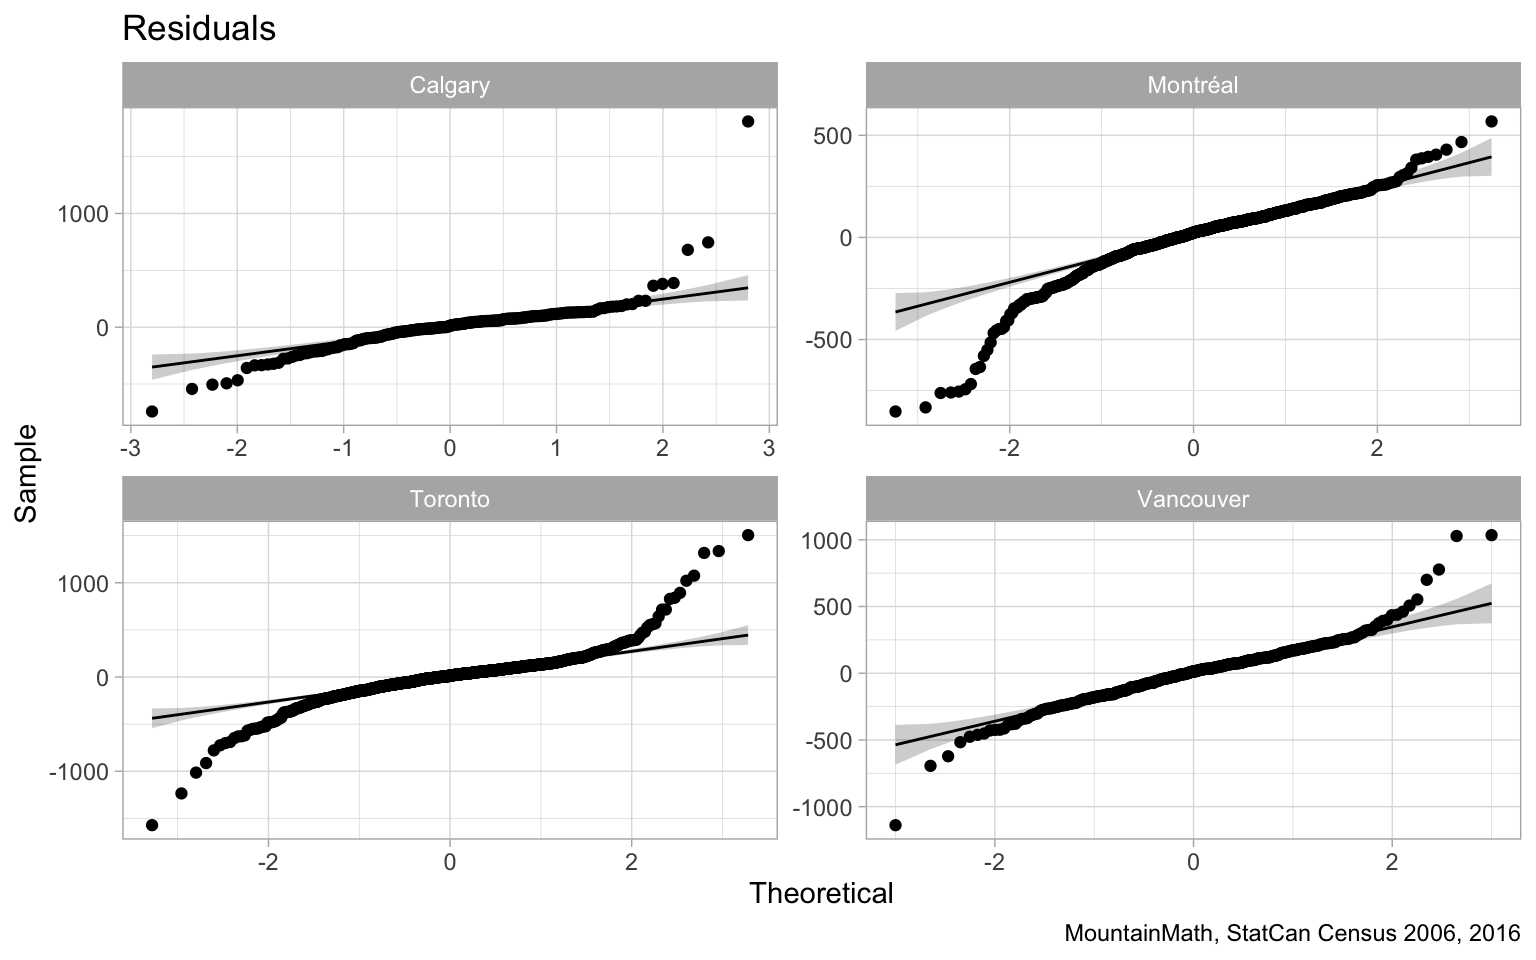 Residuals
Calgary
Montréal
1000
0
500
0
-500
-3 -2 -1 0 1 2 3
-2 0 2
Sample
Toronto
Vancouver
1000
0
-1000
1000
500
0
-500
-1000
-2 0 2
-2 0 2
Theoretical
MountainMath, StatCan Census 2006, 2016